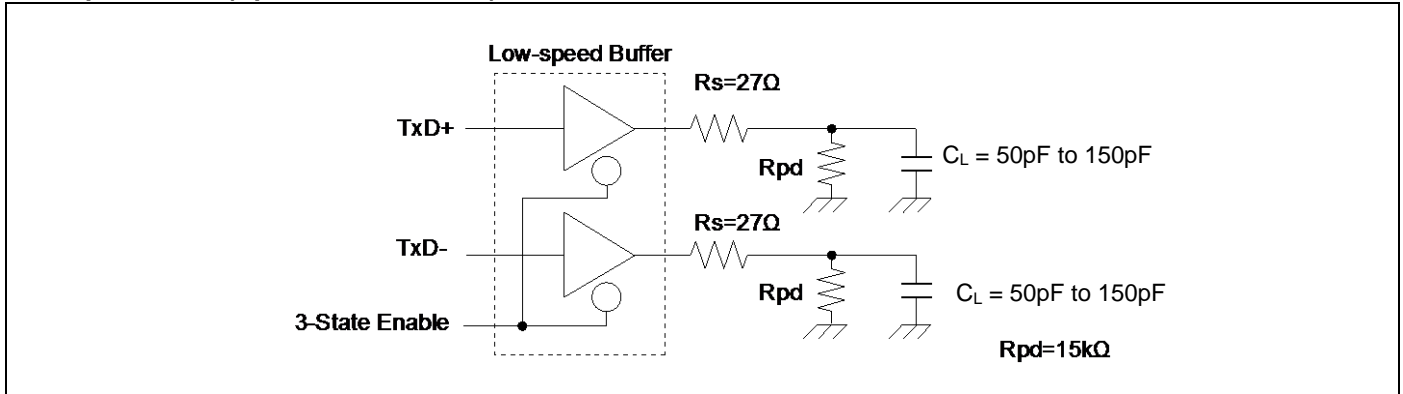 Low-speed Buffer
Rs=27Ω
TxD+
Rpd
C_L = 50pF to 150pF
Rs=27Ω
TxD-
Rpd
C_L = 50pF to 150pF
3-State Enable
Rpd=15kΩ